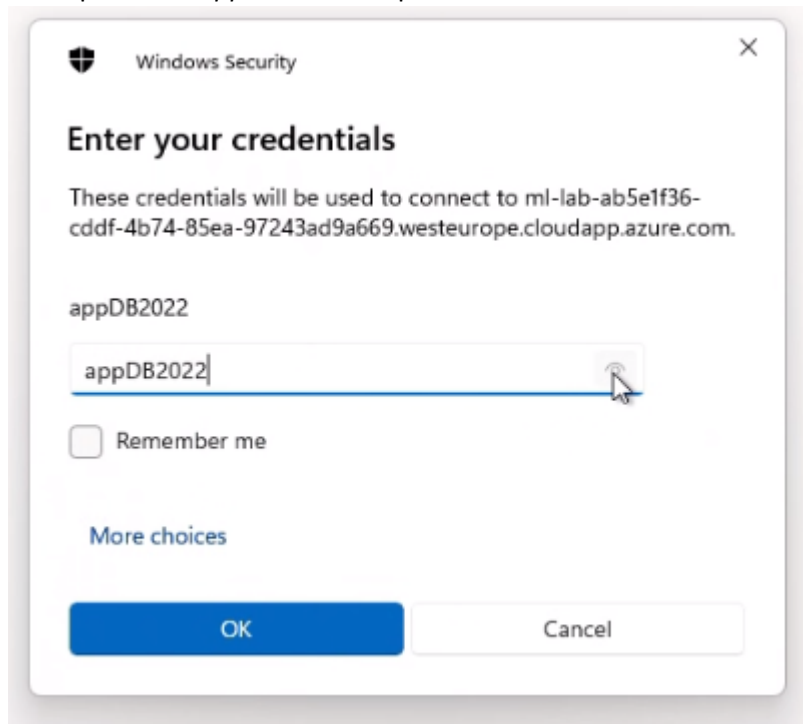 Windows Security
Enter your credentials
These credentials will be used to connect to ml-lab-ab5e1f36-
cddf-4b74-85ea-97243ad9a669.westeurope.cloudapp.azure.com.
appDB2022
appDB2022
Remember me
More choices
OK
Cancel